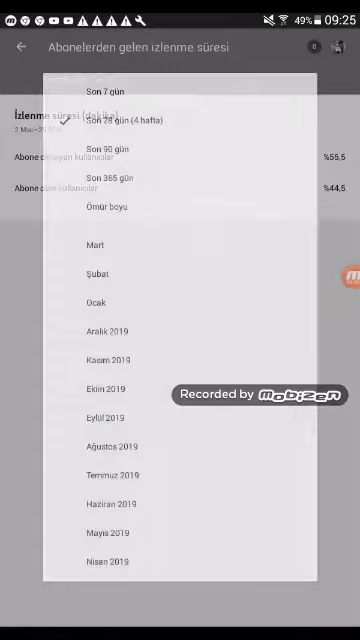 49% 09:25
Abonelerden gelen izlenme süresi
Son 7 gün
İzlenme süresi (dakika)
Son 28 gün (4 hafta)
Son 90 gün
Abone olmayan kullanıcılar %55,5
Son 365 gün
Abone olan kullanıcılar %44,5
Ömür boyu
Mart
Şubat
Ocak
Aralık 2019
Kasım 2019
Ekim 2019
Recorded by Mobizen
Eylül 2019
Ağustos 2019
Temmuz 2019
Haziran 2019
Mayıs 2019
Nisan 2019